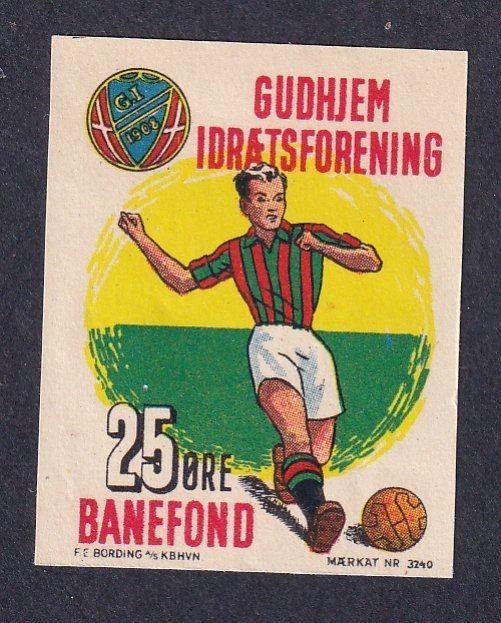 G.I
1908
GUDHJEM
IDRÆTSFORENING
25 ØRE
BANEFOND
F.E BORDING A/S KBHVN
MÆRKAT NR 3240